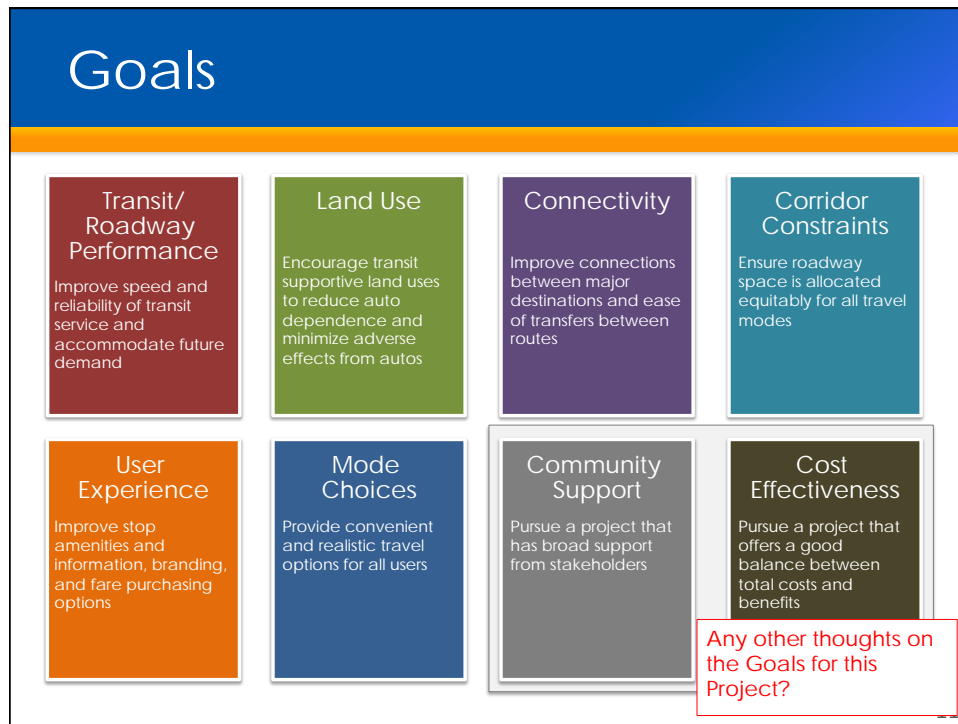 Goals
Transit/
Roadway
Performance
Improve speed and
reliability of transit
service and
accommodate future
demand
Land Use
Encourage transit
supportive land uses
to reduce auto
dependence and
minimize adverse
effects from autos
Connectivity
Improve connections
between major
destinations and ease
of transfers between
routes
Corridor
Constraints
Ensure roadway
space is allocated
equitably for all travel
modes
User
Experience
Improve stop
amenities and
information, branding,
and fare purchasing
options
Mode
Choices
Provide convenient
and realistic travel
options for all users
Community
Support
Pursue a project that
has broad support
from stakeholders
Cost
Effectiveness
Pursue a project that
offers a good
balance between
total costs and
benefits
Any other thoughts on
the Goals for this
Project?